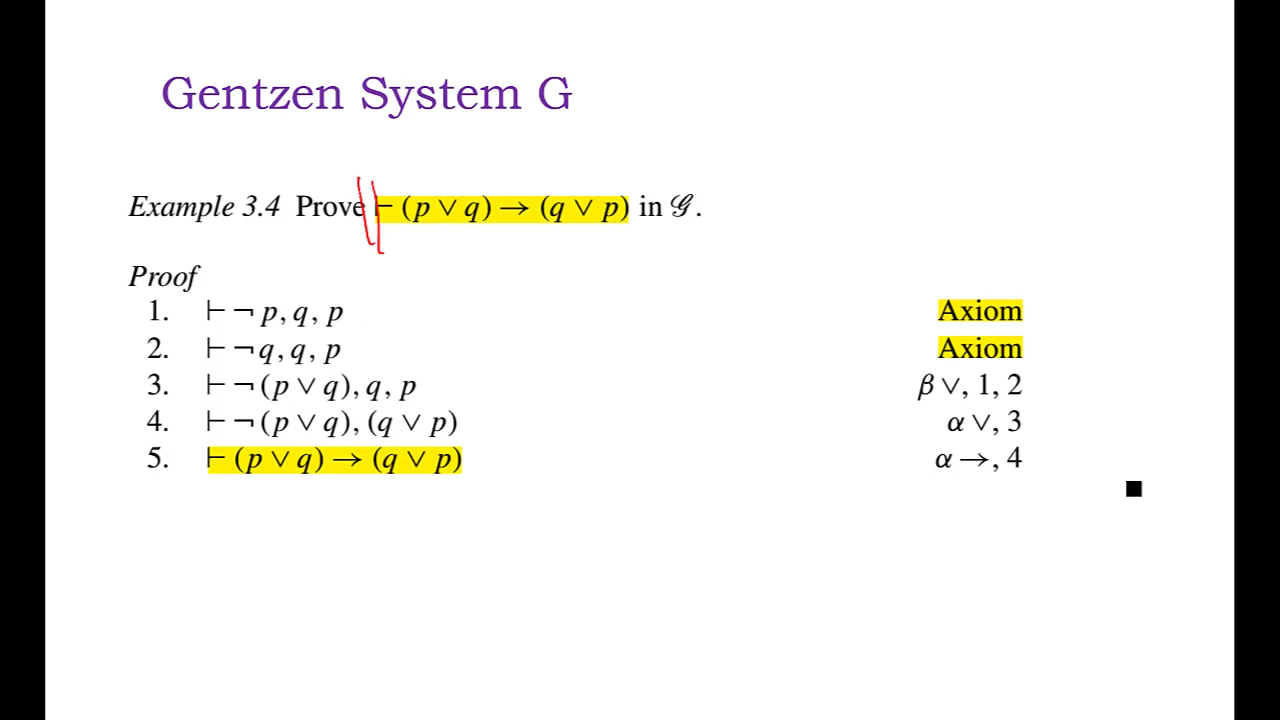 Gentzen System G
Example 3.4 Prove ⊢ (p ∨ q) → (q ∨ p) in 𝒢.
Proof
1. ⊢ ¬ p, q, p Axiom
2. ⊢ ¬ q, q, p Axiom
3. ⊢ ¬ (p ∨ q), q, p β ∨, 1, 2
4. ⊢ ¬ (p ∨ q), (q ∨ p) α ∨, 3
5. ⊢ (p ∨ q) → (q ∨ p) α →, 4